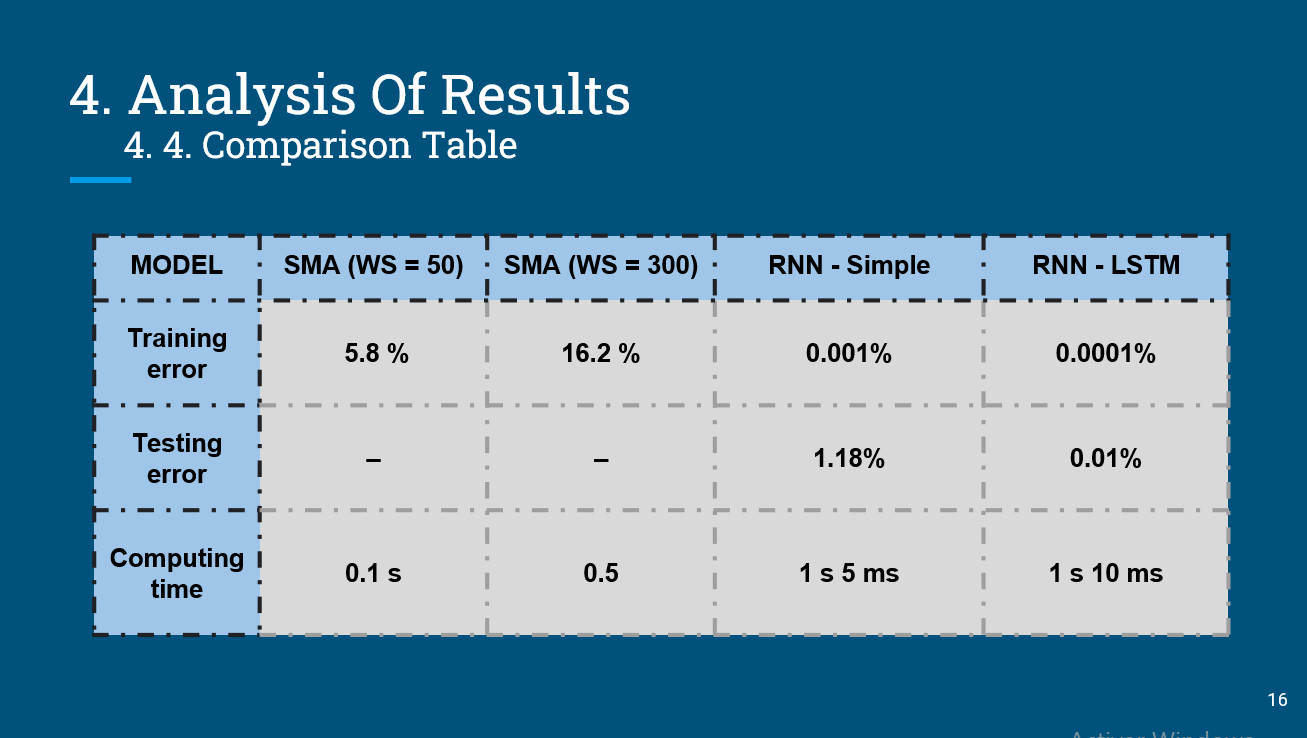 4. Analysis Of Results
4. 4. Comparison Table
MODEL SMA (WS = 50) SMA (WS = 300) RNN - Simple RNN - LSTM
Training
error
5.8 % 16.2 % 0.001% 0.0001%
Testing
error
– – 1.18% 0.01%
Computing
time
0.1 s 0.5 1 s 5 ms 1 s 10 ms
16
Activer Windows